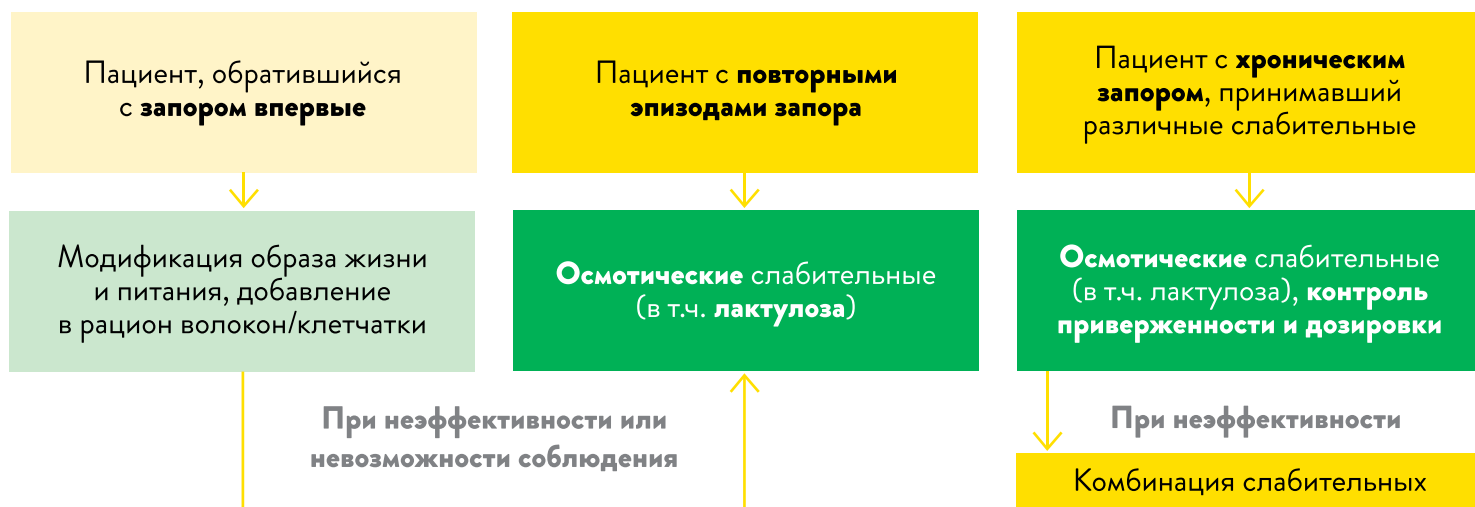 Пациент, обратившийся
с запором впервые
Пациент с повторными
эпизодами запора
Пациент с хроническим
запором, принимавший
различные слабительные
Модификация образа жизни
и питания, добавление
в рацион волокон/клетчатки
Осмотические слабительные
(в т.ч. лактулоза)
Осмотические слабительные
(в т.ч. лактулоза), контроль
приверженности и дозировки
При неэффективности или
невозможности соблюдения
При неэффективности
Комбинация слабительных